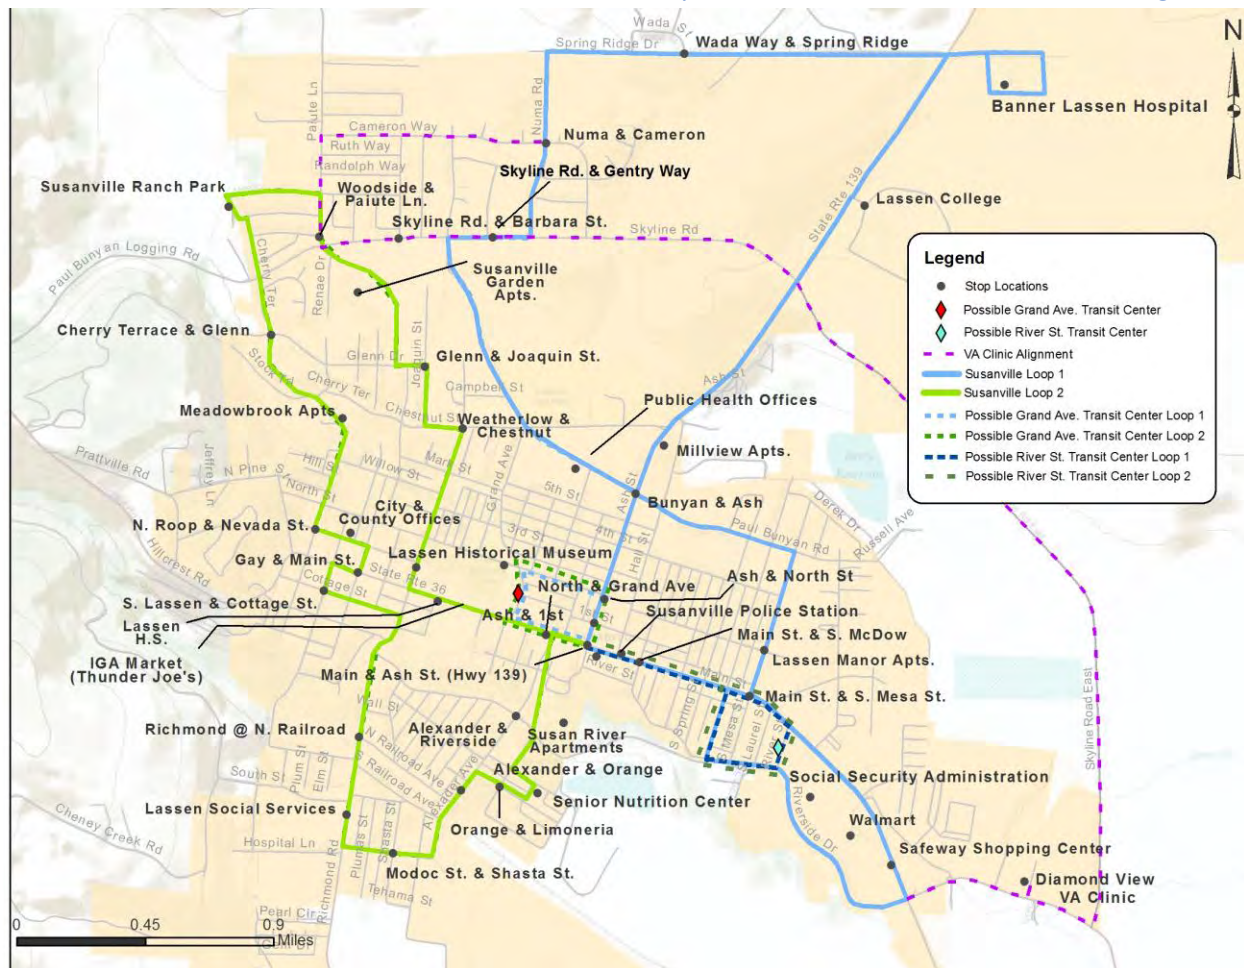 Wada St
Spring Ridge Dr
Wada Way & Spring Ridge
N
Banner Lassen Hospital
Numa Rd
Paiute Ln
Cameron Way
Numa & Cameron
Ruth Way
Randolph Way
Skyline Rd. & Gentry Way
Susanville Ranch Park
Woodside &
Paiute Ln.
Lassen College
State Rte 139
Skyline Rd. & Barbara St.
Skyline Rd
Paul Bunyan Logging Rd
Cherry Ter
Renae Dr
Susanville
Garden
Apts.
Legend
Stop Locations
Possible Grand Ave. Transit Center
Possible River St. Transit Center
VA Clinic Alignment
Susanville Loop 1
Susanville Loop 2
Possible Grand Ave. Transit Center Loop 1
Possible Grand Ave. Transit Center Loop 2
Possible River St. Transit Center Loop 1
Possible River St. Transit Center Loop 2
Cherry Terrace & Glenn
Joaquin St
Glenn Dr
Glenn & Joaquin St.
Cherry Ter
Campbell St
Ash St
Meadowbrook Apts
Chestnut St
Weatherlow &
Chestnut
Public Health Offices
Millview Apts.
Prattville Rd
Jeffrey Ln
N Pine St
Hill St
Willow St
Main St
Grand Ave
5th St
North St
City &
County Offices
3rd St
4th St
Ash St
Hall St
Bunyan & Ash
Paul Bunyan Rd
Derek Dr
Russell Ave
N. Roop & Nevada St.
Hillcrest Rd
Gay & Main St.
Lassen Historical Museum
State Rte 36
Cottage St
North & Grand Ave
Ash & North St
S. Lassen & Cottage St.
Lassen
H.S.
Ash & 1st
1st St
Susanville Police Station
Main St. & S. McDow
IGA Market
(Thunder Joe's)
Main & Ash St. (Hwy 139)
River St
Main St
Lassen Manor Apts.
Main St. & S. Mesa St.
Wall St
S Spring St
S Mesa St
S Laurel St
River St
Richmond @ N. Railroad
N Railroad Ave
S Railroad Ave
Alexander &
Riverside
Susan River
Apartments
Skyline Road East
South St
Plum St
Elm St
Alexander Ave
Alexander & Orange
Social Security Administration
Lassen Social Services
Senior Nutrition Center
Riverside Dr
Walmart
Cheney Creek Rd
Hospital Ln
Plumas St
Shasta St
Orange & Limoneria
Safeway Shopping Center
Richmond Rd
Modoc St. & Shasta St.
Tehama St
Diamond View
VA Clinic
Pearl Cir
0
0.45
0.9
Miles